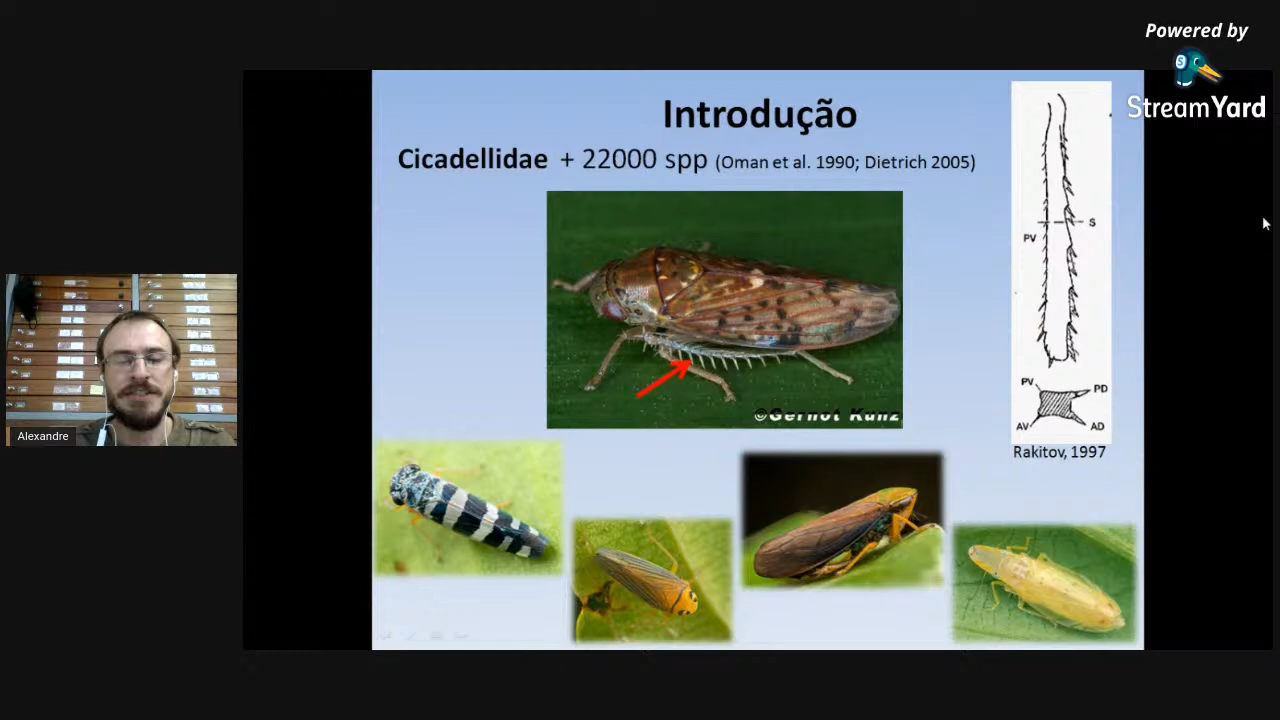 Powered by
StreamYard
Introdução
Cicadellidae + 22000 spp (Oman et al. 1990; Dietrich 2005)
S
PV
PV
PD
AV
AD
Rakitov, 1997
©Gernot Kunz
Alexandre